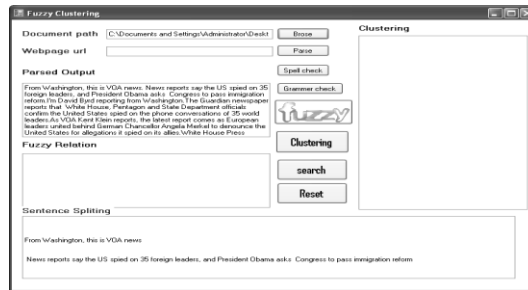 Fuzzy Clustering
Document path C:\Documents and Settings\Administrator\Deskt Brose
Webpage url Parse
Parsed Output Spell check
Grammer check
From Washington, this is VOA news. News reports say the US spied on 35
foreign leaders, and President Obama asks Congress to pass immigration
reform.I'm David Byrd reporting from Washington.The Guardian newspaper
reports that White House, Pentagon and State Department officials
confirm the United States spied on the phone conversations of 35 world
leaders.As VOA Kent Klein reports, the latest report comes as European
leaders united behind German Chancellor Angela Merkel to denounce the
United States for allegations it spied on its allies.White House Press
fuzzy
Clustering
search
Reset
Fuzzy Relation
Sentence Spliting
From Washington, this is VOA news
News reports say the US spied on 35 foreign leaders, and President Obama asks Congress to pass immigration reform
Clustering